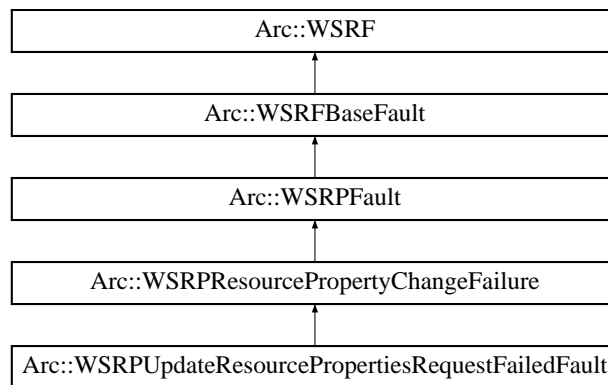 Arc::WSRF
Arc::WSRFBaseFault
Arc::WSRPFault
Arc::WSRPResourcePropertyChangeFailure
Arc::WSRPUpdateResourcePropertiesRequestFailedFault